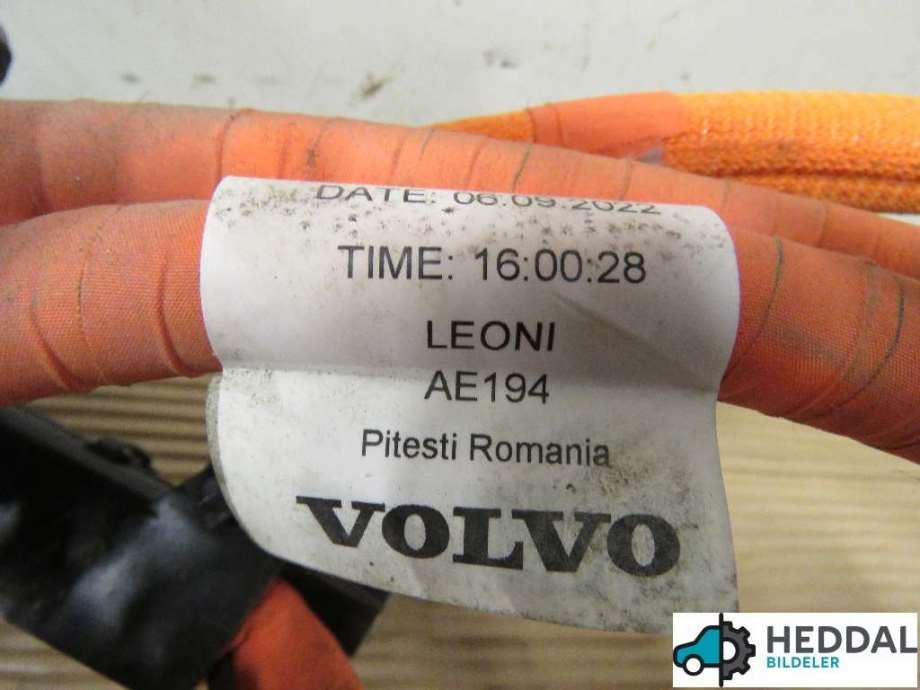 DATE: 06.09.2022
TIME: 16:00:28
LEONI
AE194
Pitesti Romania
VOLVO
HEDDAL
BILDELER